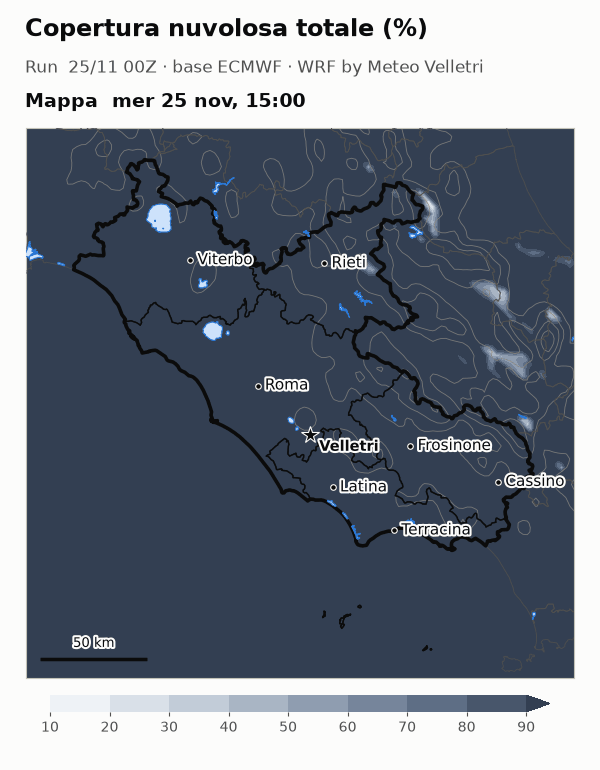 Copertura nuvolosa totale (%)
Run 25/11 00Z · base ECMWF · WRF by Meteo Velletri
Mappa mer 25 nov, 15:00
Viterbo
Rieti
Roma
Velletri
Frosinone
Cassino
Latina
Terracina
50 km
10 20 30 40 50 60 70 80 90